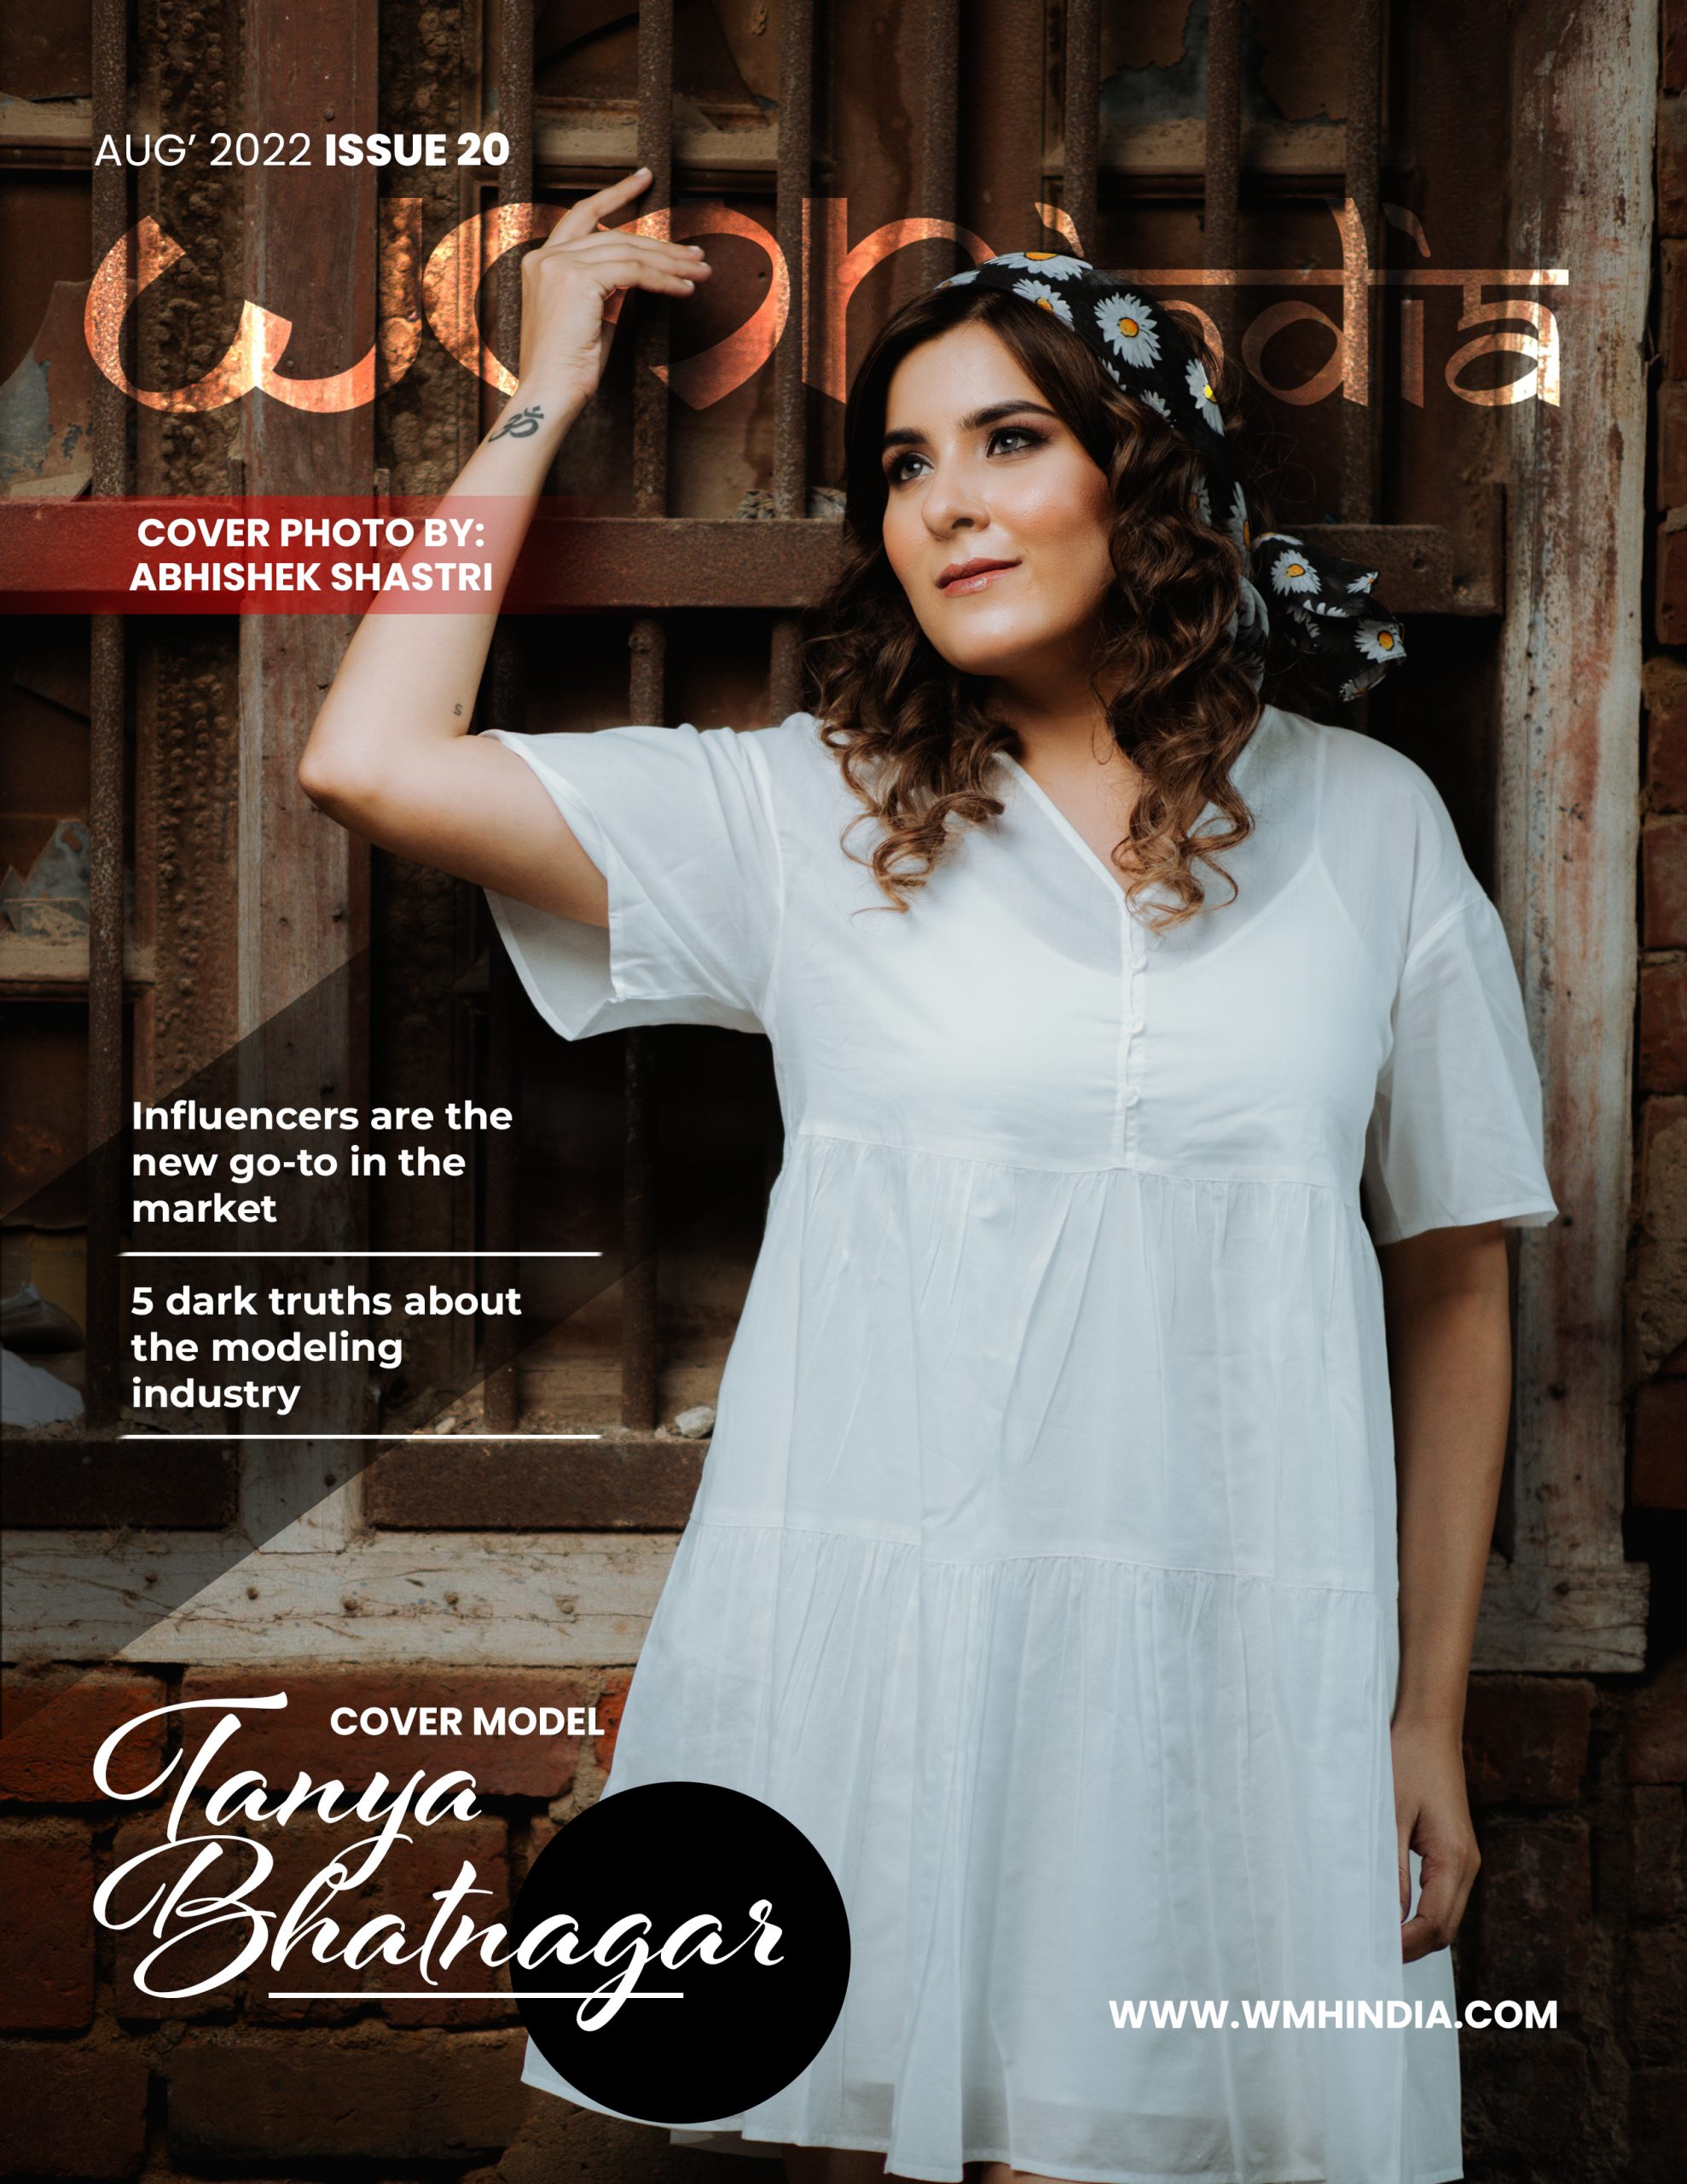 AUG’ 2022 ISSUE 20
COVER PHOTO BY:
ABHISHEK SHASTRI
Influencers are the
new go-to in the
market
5 dark truths about
the modeling
industry
COVER MODEL
Tanya
Bhatnagar
WWW.WMHINDIA.COM